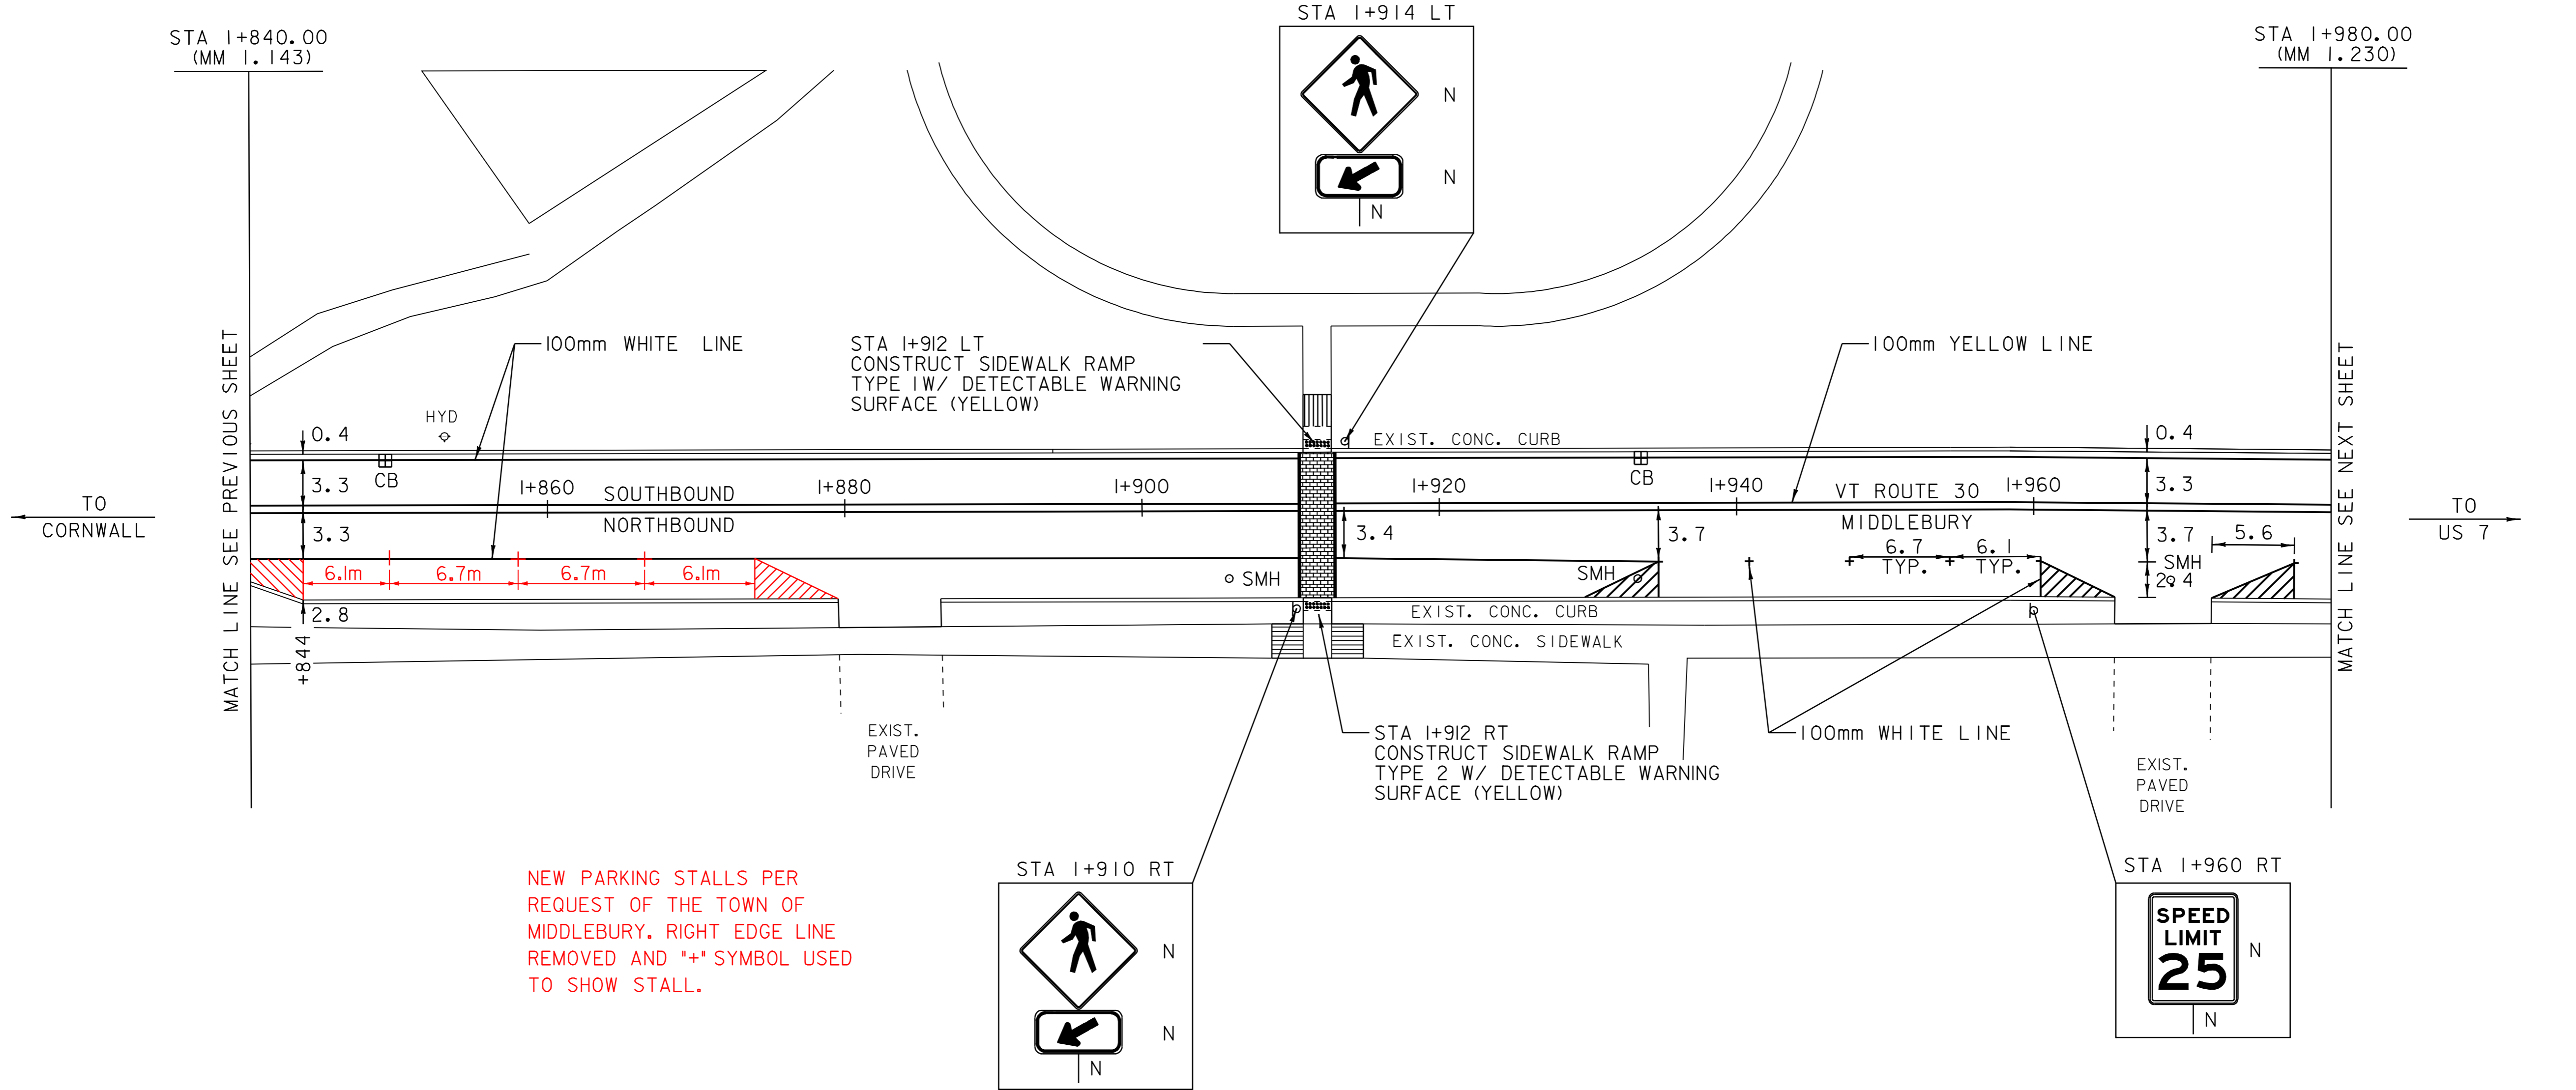 STA 1+914 LT
STA 1+840.00
(MM 1.143)
STA 1+980.00
(MM 1.230)
N
N
N
MATCH LINE SEE PREVIOUS SHEET
100mm WHITE LINE
STA 1+912 LT
CONSTRUCT SIDEWALK RAMP
TYPE 1 W/ DETECTABLE WARNING
SURFACE (YELLOW)
100mm YELLOW LINE
MATCH LINE SEE NEXT SHEET
HYD
0.4
EXIST. CONC. CURB
0.4
CB
CB
3.3
1+860
SOUTHBOUND
1+880
1+900
1+920
1+940
VT ROUTE 30
1+960
3.3
TO
CORNWALL
NORTHBOUND
MIDDLEBURY
TO
US 7
3.3
3.4
3.7
3.7
5.6
6.7
TYP.
6.1
TYP.
6.1m
6.7m
6.7m
6.1m
SMH
SMH
SMH
2.4
2.8
+844
EXIST. CONC. CURB
EXIST. CONC. SIDEWALK
EXIST.
PAVED
DRIVE
STA 1+912 RT
CONSTRUCT SIDEWALK RAMP
TYPE 2 W/ DETECTABLE WARNING
SURFACE (YELLOW)
100mm WHITE LINE
EXIST.
PAVED
DRIVE
NEW PARKING STALLS PER
REQUEST OF THE TOWN OF
MIDDLEBURY. RIGHT EDGE LINE
REMOVED AND "+" SYMBOL USED
TO SHOW STALL.
STA 1+910 RT
N
N
N
STA 1+960 RT
SPEED
LIMIT
25
N
N